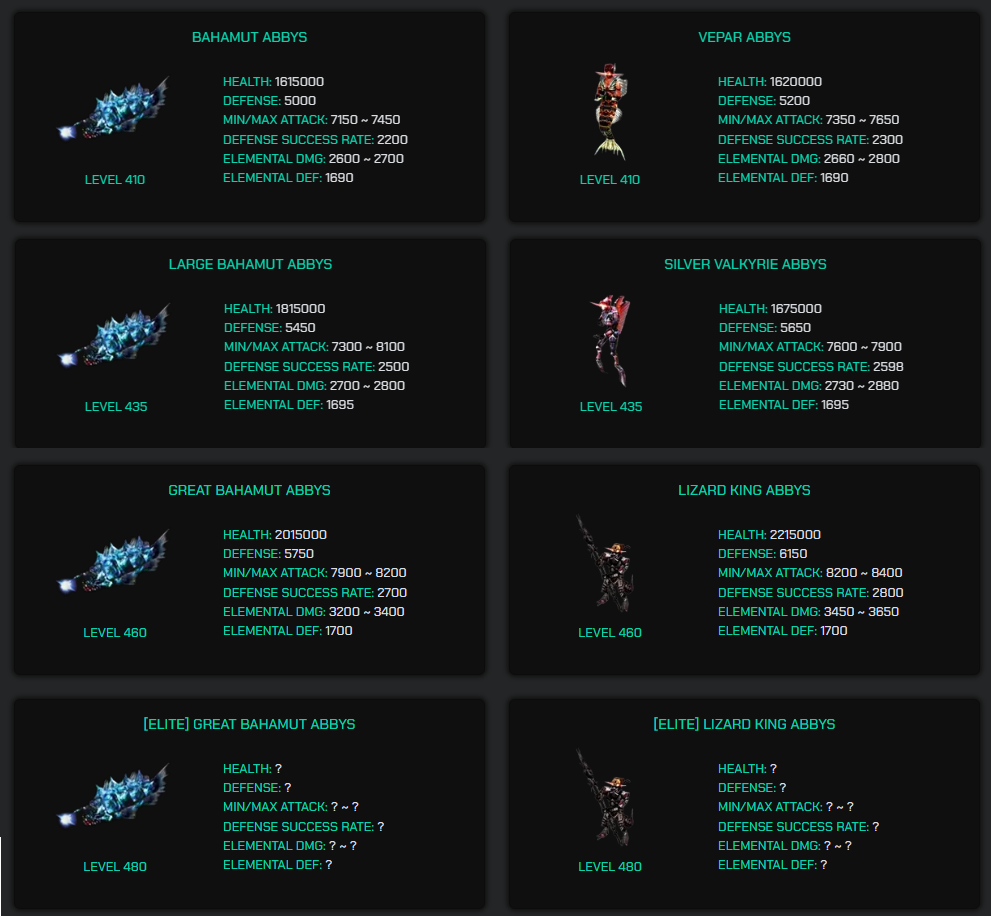 BAHAMUT ABBYS
HEALTH: 1615000
DEFENSE: 5000
MIN/MAX ATTACK: 7150 ~ 7450
DEFENSE SUCCESS RATE: 2200
ELEMENTAL DMG: 2600 ~ 2700
ELEMENTAL DEF: 1690
LEVEL 410
VEPAR ABBYS
HEALTH: 1620000
DEFENSE: 5200
MIN/MAX ATTACK: 7350 ~ 7650
DEFENSE SUCCESS RATE: 2300
ELEMENTAL DMG: 2660 ~ 2800
ELEMENTAL DEF: 1690
LEVEL 410
LARGE BAHAMUT ABBYS
HEALTH: 1815000
DEFENSE: 5450
MIN/MAX ATTACK: 7300 ~ 8100
DEFENSE SUCCESS RATE: 2500
ELEMENTAL DMG: 2700 ~ 2800
ELEMENTAL DEF: 1695
LEVEL 435
SILVER VALKYRIE ABBYS
HEALTH: 1675000
DEFENSE: 5650
MIN/MAX ATTACK: 7600 ~ 7900
DEFENSE SUCCESS RATE: 2598
ELEMENTAL DMG: 2730 ~ 2880
ELEMENTAL DEF: 1695
LEVEL 435
GREAT BAHAMUT ABBYS
HEALTH: 2015000
DEFENSE: 5750
MIN/MAX ATTACK: 7900 ~ 8200
DEFENSE SUCCESS RATE: 2700
ELEMENTAL DMG: 3200 ~ 3400
ELEMENTAL DEF: 1700
LEVEL 460
LIZARD KING ABBYS
HEALTH: 2215000
DEFENSE: 6150
MIN/MAX ATTACK: 8200 ~ 8400
DEFENSE SUCCESS RATE: 2800
ELEMENTAL DMG: 3450 ~ 3650
ELEMENTAL DEF: 1700
LEVEL 460
[ELITE] GREAT BAHAMUT ABBYS
HEALTH: ?
DEFENSE: ?
MIN/MAX ATTACK: ? ~ ?
DEFENSE SUCCESS RATE: ?
ELEMENTAL DMG: ? ~ ?
ELEMENTAL DEF: ?
LEVEL 480
[ELITE] LIZARD KING ABBYS
HEALTH: ?
DEFENSE: ?
MIN/MAX ATTACK: ? ~ ?
DEFENSE SUCCESS RATE: ?
ELEMENTAL DMG: ? ~ ?
ELEMENTAL DEF: ?
LEVEL 480